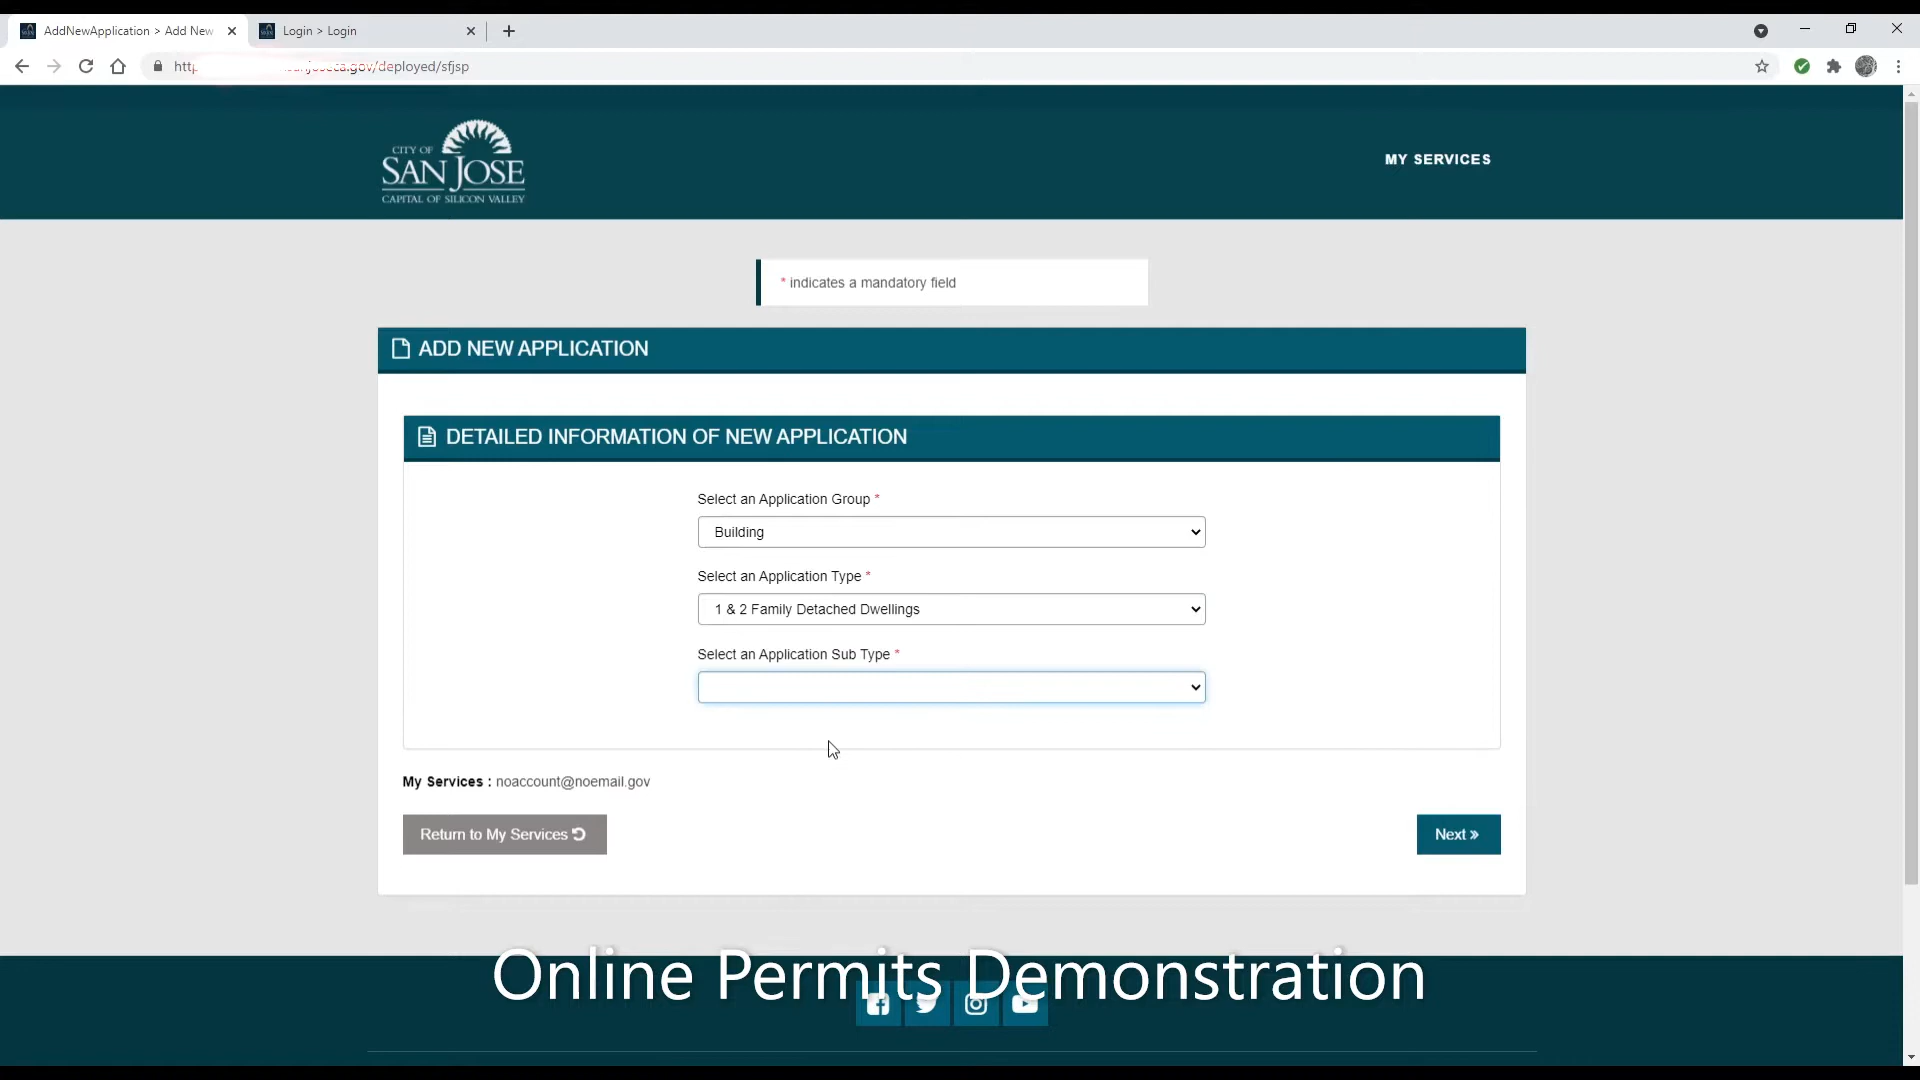 AddNewApplication > Add New
Login > Login
/deployed/sfjsp
CITY OF
SAN JOSE
CAPITAL OF SILICON VALLEY
MY SERVICES
* indicates a mandatory field
ADD NEW APPLICATION
DETAILED INFORMATION OF NEW APPLICATION
Select an Application Group *
Building
Select an Application Type *
1 & 2 Family Detached Dwellings
Select an Application Sub Type *
My Services : noaccount@noemail.gov
Return to My Services
Next »
Online Permits Demonstration